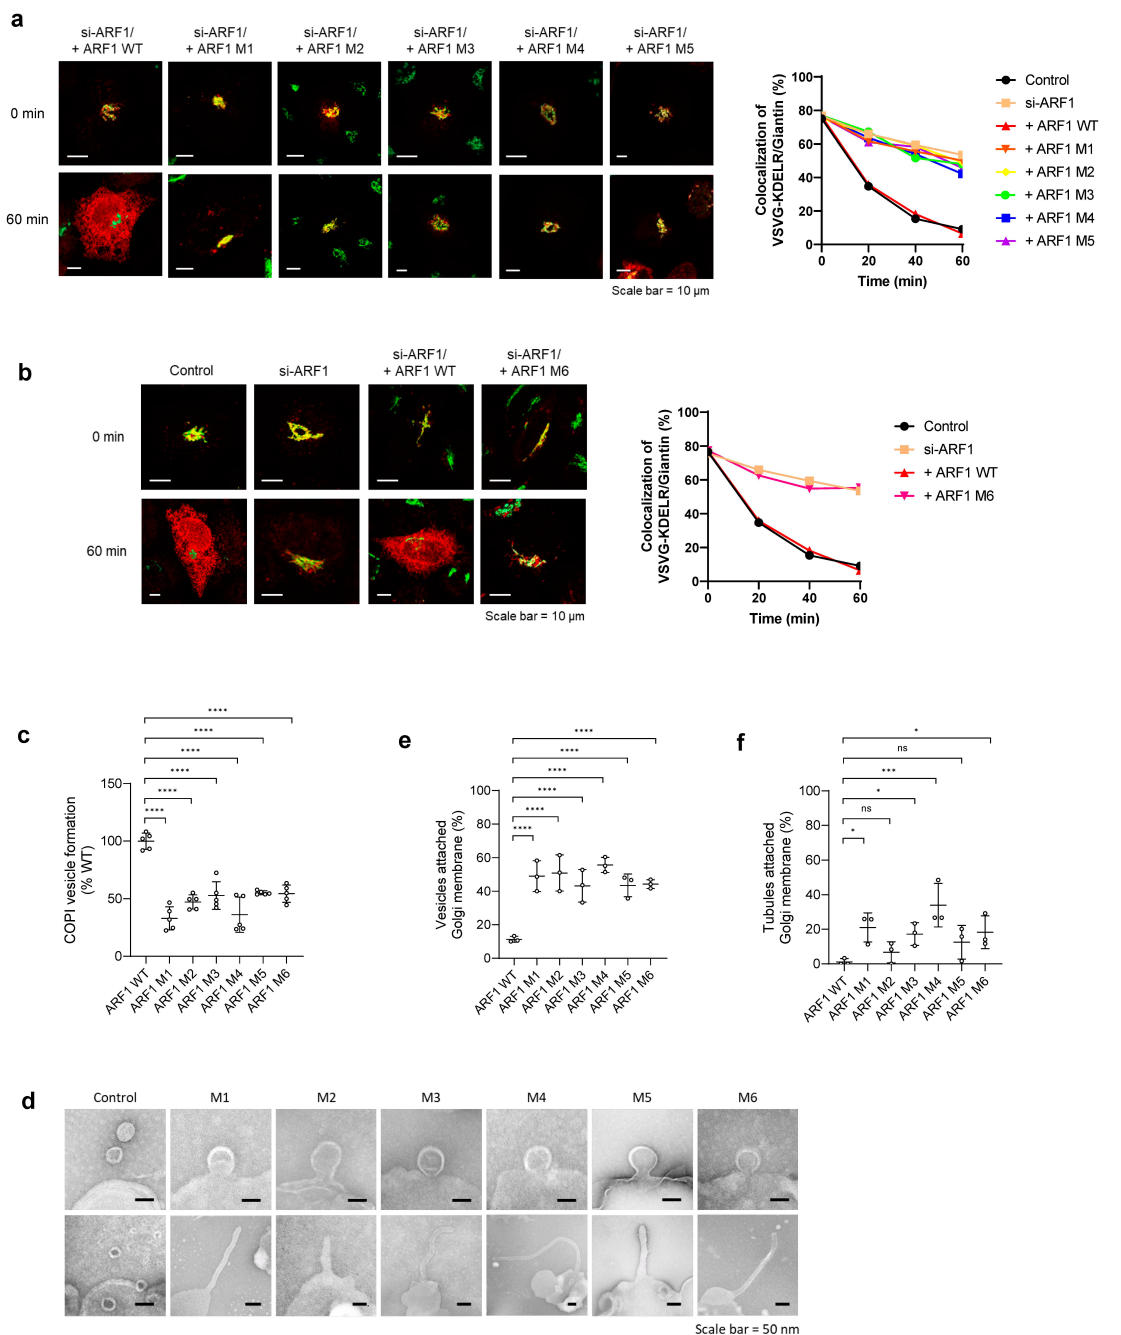 a
si-ARF1/ + ARF1 WT
si-ARF1/ + ARF1 M1
si-ARF1/ + ARF1 M2
si-ARF1/ + ARF1 M3
si-ARF1/ + ARF1 M4
si-ARF1/ + ARF1 M5
0 min
60 min
Scale bar = 10 µm
Colocalization of
VSVG-KDELR/Giantin (%)
100
80
60
40
20
0
0 20 40 60
Time (min)
Control
si-ARF1
+ ARF1 WT
+ ARF1 M1
+ ARF1 M2
+ ARF1 M3
+ ARF1 M4
+ ARF1 M5
b
Control
si-ARF1
si-ARF1/ + ARF1 WT
si-ARF1/ + ARF1 M6
0 min
60 min
Scale bar = 10 µm
Colocalization of
VSVG-KDELR/Giantin (%)
100
80
60
40
20
0
0 20 40 60
Time (min)
Control
si-ARF1
+ ARF1 WT
+ ARF1 M6
c
****
****
****
****
****
****
COPI vesicle formation
(% WT)
150
100
50
0
ARF1 WT
ARF1 M1
ARF1 M2
ARF1 M3
ARF1 M4
ARF1 M5
ARF1 M6
e
****
****
****
****
****
****
Vesicles attached
Golgi membrane (%)
100
80
60
40
20
0
ARF1 WT
ARF1 M1
ARF1 M2
ARF1 M3
ARF1 M4
ARF1 M5
ARF1 M6
f
*
ns
***
*
ns
*
Tubules attached
Golgi membrane (%)
100
80
60
40
20
0
ARF1 WT
ARF1 M1
ARF1 M2
ARF1 M3
ARF1 M4
ARF1 M5
ARF1 M6
d
Control M1 M2 M3 M4 M5 M6
Scale bar = 50 nm